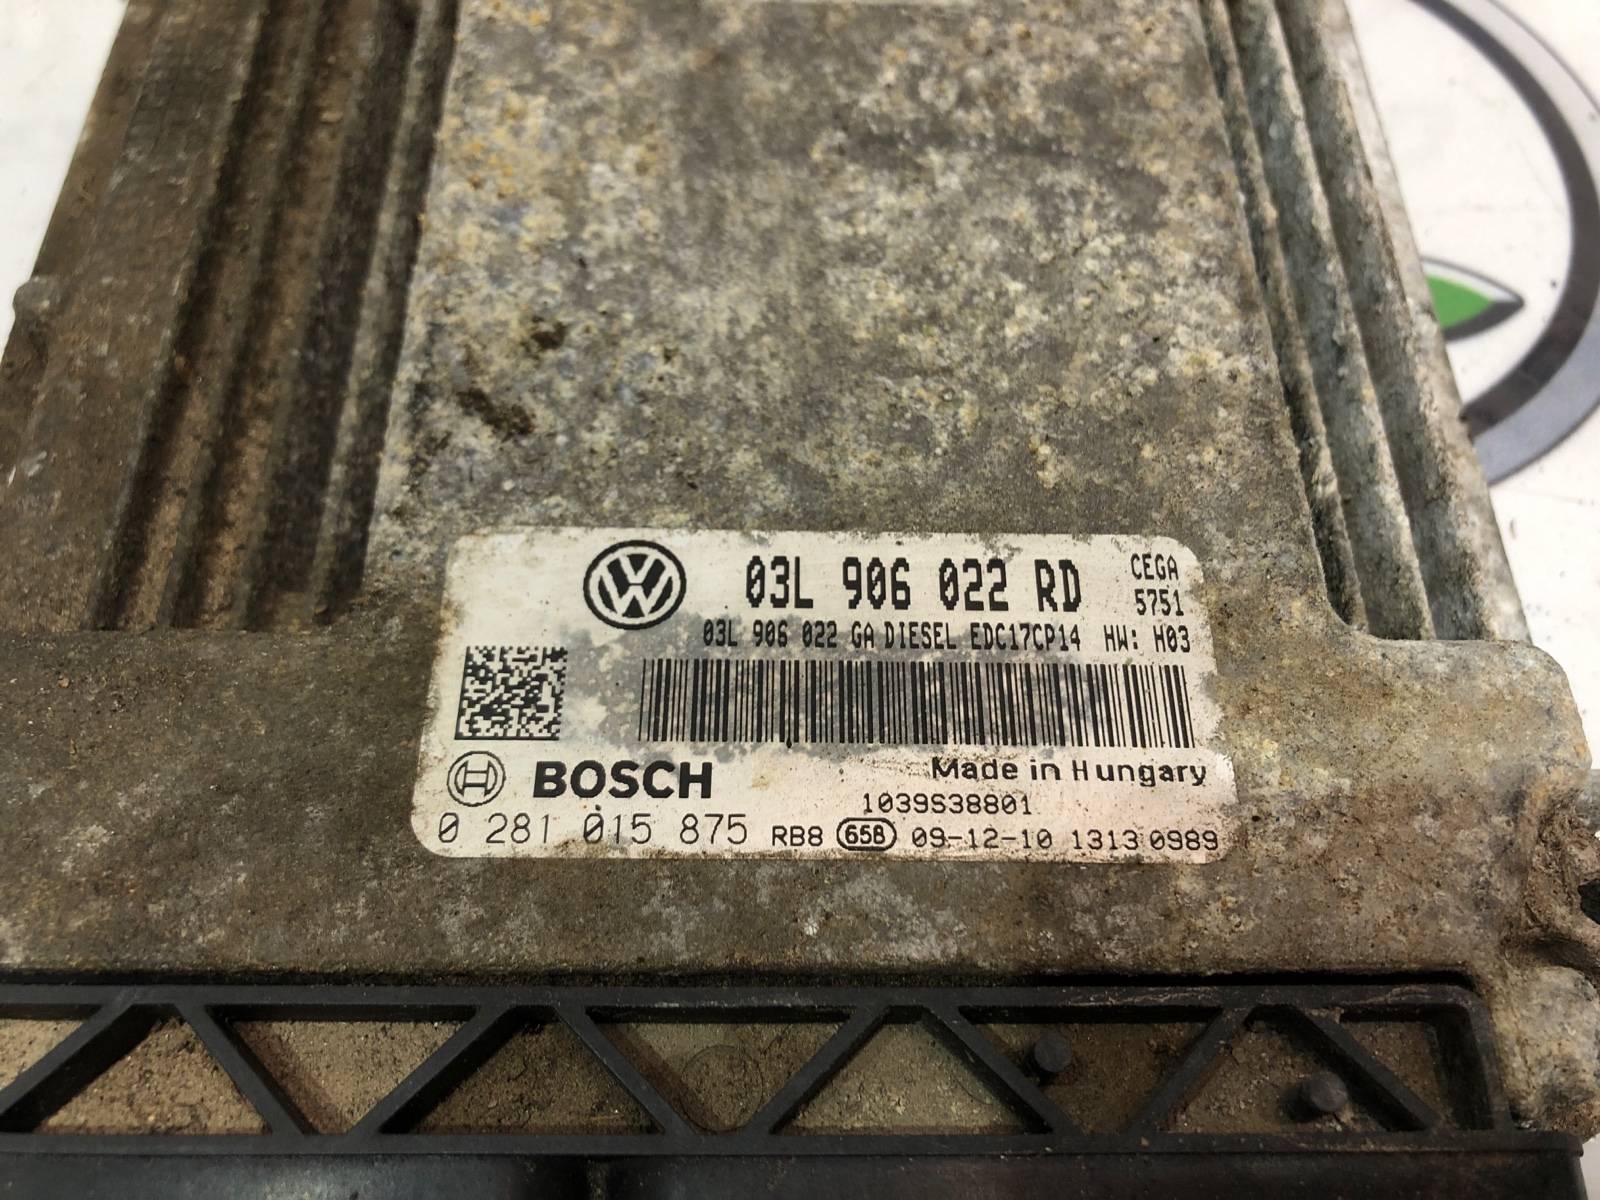 VW 03L 906 022 RD CEGA
5751
03L 906 022 GA DIESEL EDC17CP14 HW: H03
Made in Hungary
BOSCH
1039S38801
0 281 015 875 RB8 658 09-12-10 1313 0989